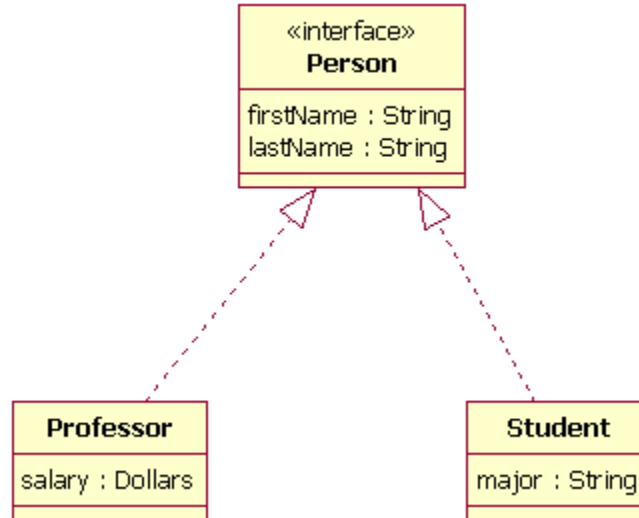 «interface»
Person
firstName : String
lastName : String
Professor
salary : Dollars
Student
major : String